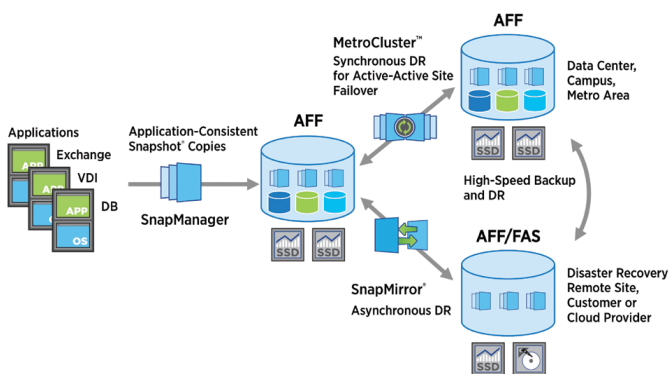 AFF
MetroCluster™
Synchronous DR
for Active-Active Site
Failover
Data Center,
Campus,
Metro Area
SSD
SSD
Applications
Exchange
VDI
DB
APP
APP
APP
OS
Application-Consistent
Snapshot® Copies
SnapManager
AFF
SSD
SSD
High-Speed Backup
and DR
SnapMirror®
Asynchronous DR
AFF/FAS
Disaster Recovery
Remote Site,
Customer or
Cloud Provider
SSD